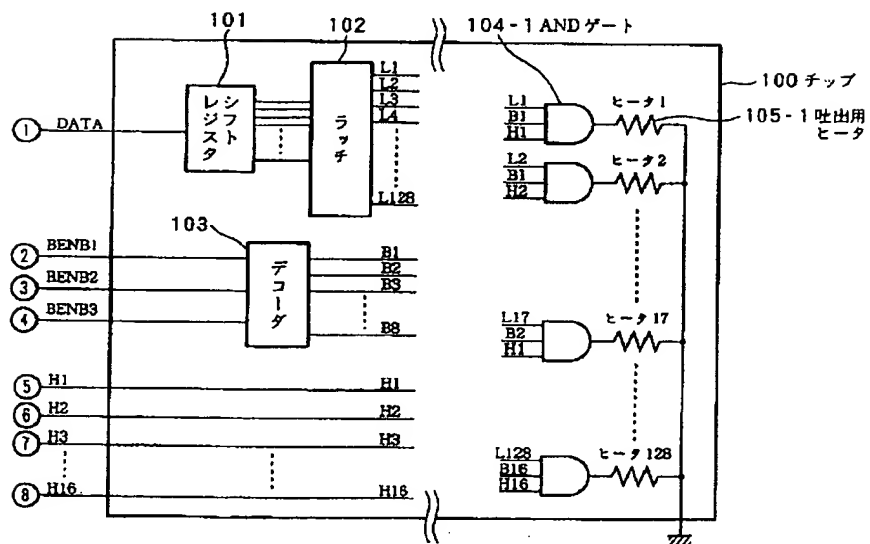 101
102
104-1 ANDゲート
100 チップ
105-1 吐出用
ヒータ
シフト
レジスタ
ラッチ
L1
L2
L3
L4
L128
① DATA
L1
B1
H1
ヒータ1
L2
B1
H2
ヒータ2
103
② BENB1
③ BENB2
④ BENB3
デコーダ
B1
B2
B3
B8
L17
B2
H1
ヒータ17
⑤ H1
H1
⑥ H2
H2
⑦ H3
H3
⑧ H16
H16
L128
B16
H16
ヒータ128